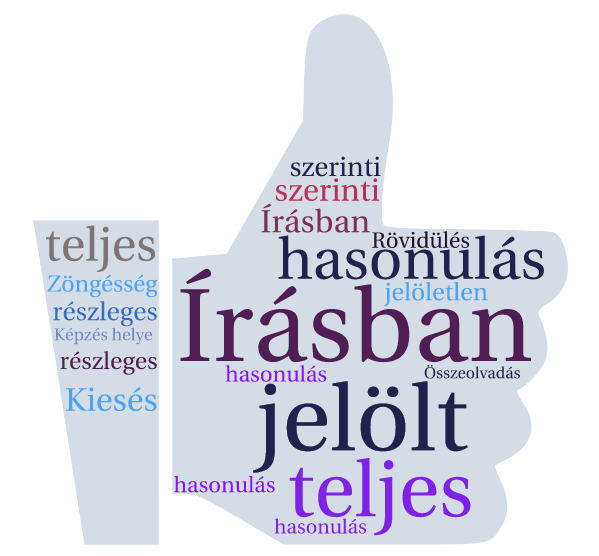 szerinti
szerinti
Írásban
Rövidülés
teljes
hasonulás
Zöngésség
jelöletlen
részleges
Írásban
Képzés helye
részleges
hasonulás
Összeolvadás
Kiesés
jelölt
hasonulás
teljes
hasonulás